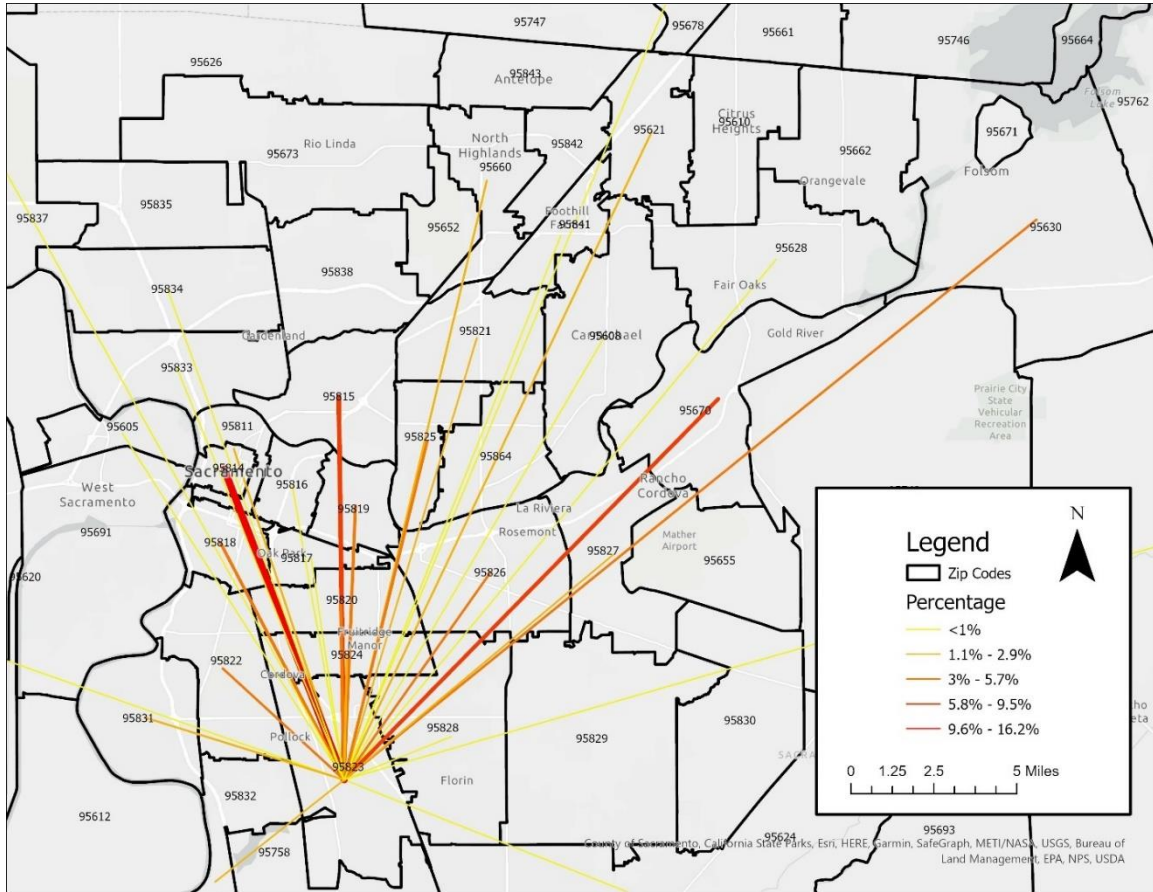 95747
95678
95661
95746
95664
95626
95843
Antelope
Folsom
Lake
95762
Citrus
95610
Heights
95621
95671
North
Highlands
95842
Rio Linda
95673
95660
95662
Folsom
Orangevale
95835
95837
95652
Foothill
95841
95630
95628
95838
95834
Fair Oaks
Gardenland
95821
Carmichael
95608
Gold River
95833
95815
95670
Prairie City
State
Vehicular
Recreation
Area
95605
95811
95825
95864
95814
Sacramento
95816
West
Sacramento
Rancho
Cordova
95819
La Riviera
95691
Rosemont
95818
Oak Park
95817
95827
Mather
Airport
95655
95620
95826
95820
Fruitridge
Manor
95824
95822
95831
95828
95830
Pollock
95829
95823
Florin
95832
95612
95758
95624
95693
N
Legend
Zip Codes
Percentage
<1%
1.1% - 2.9%
3% - 5.7%
5.8% - 9.5%
9.6% - 16.2%
0 1.25 2.5 5 Miles
County of Sacramento, California State Parks, Esri, HERE, Garmin, SafeGraph, METI/NASA, USGS, Bureau of
Land Management, EPA, NPS, USDA